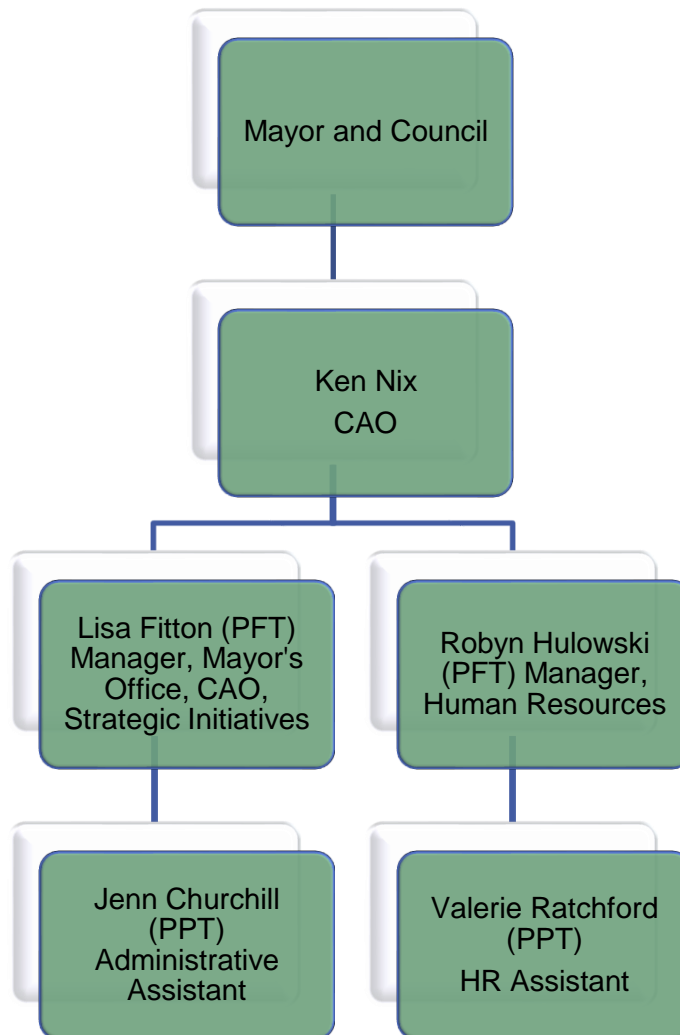 Mayor and Council
Ken Nix
CAO
Lisa Fitton (PFT)
Manager, Mayor's
Office, CAO,
Strategic Initiatives
Robyn Hulowski
(PFT) Manager,
Human Resources
Jenn Churchill
(PPT)
Administrative
Assistant
Valerie Ratchford
(PPT)
HR Assistant